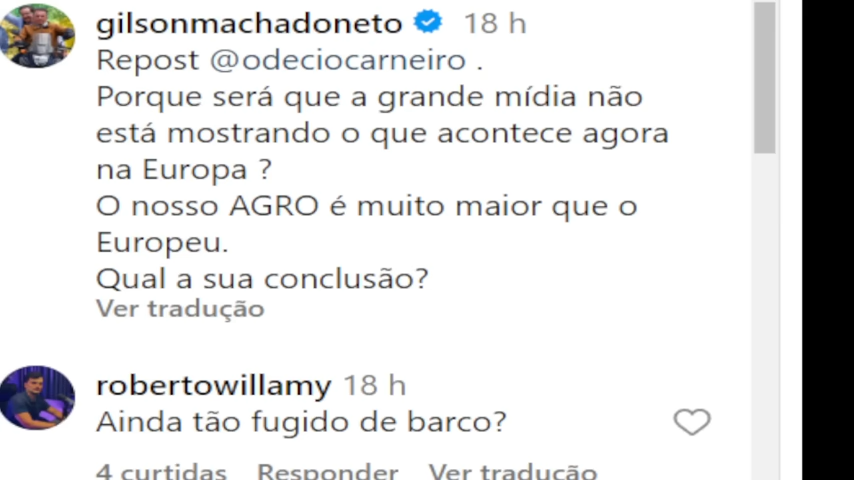 gilsonmachadoneto 18 h
Repost @odeciocarneiro .
Porque será que a grande mídia não
está mostrando o que acontece agora
na Europa ?
O nosso AGRO é muito maior que o
Europeu.
Qual a sua conclusão?
Ver tradução
robertowillamy 18 h
Ainda tão fugido de barco?
4 curtidas Responder Ver tradução